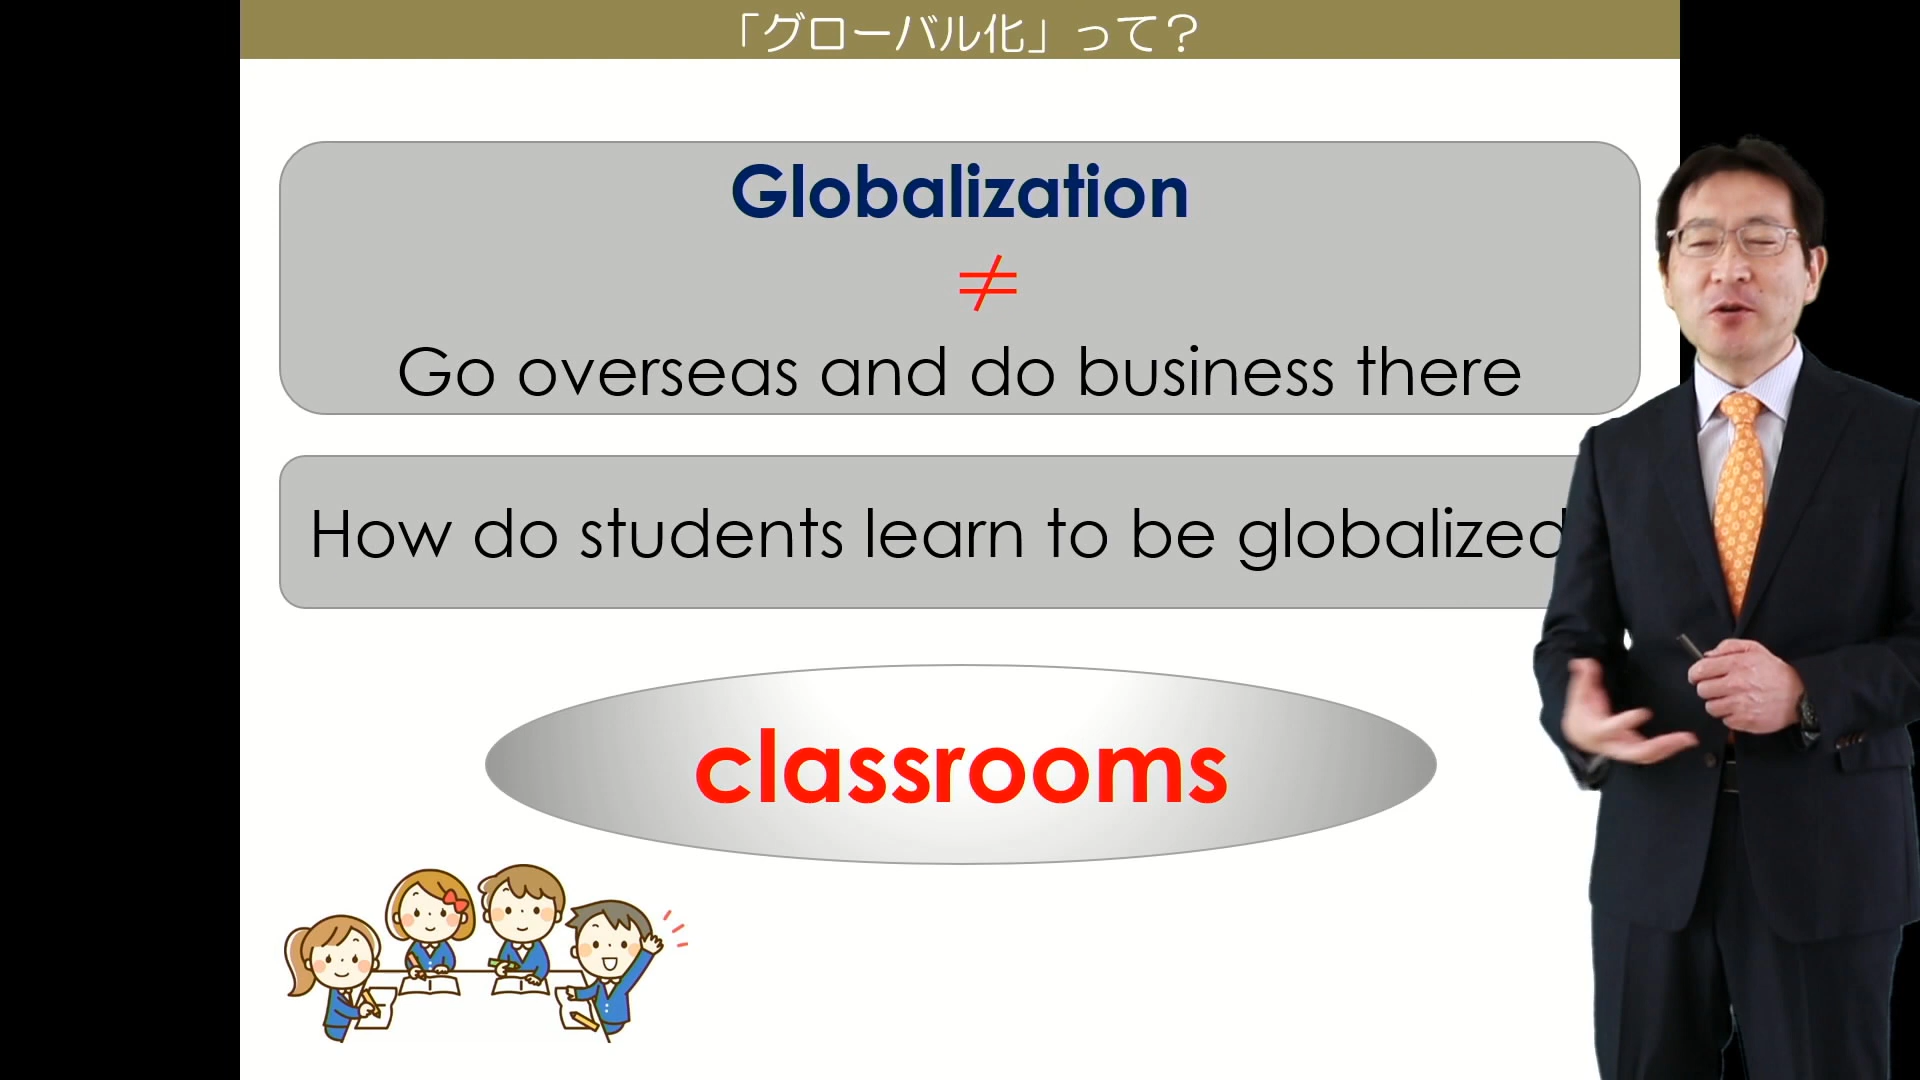 「グローバル化」って？
Globalization
≠
Go overseas and do business there
How do students learn to be globalized
classrooms